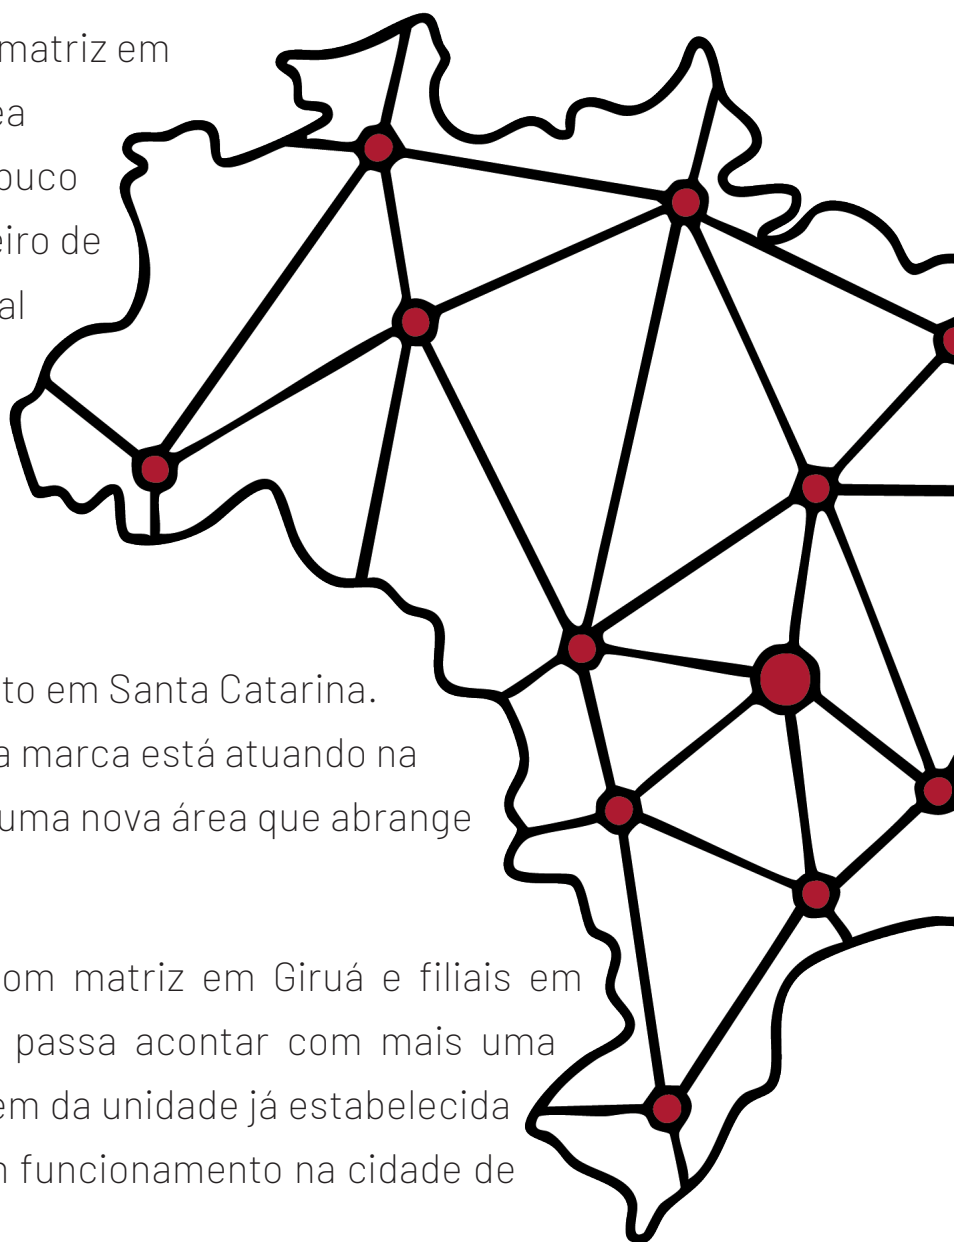 matriz em
ea
ouco
eiro de
al
to em Santa Catarina.
a marca está atuando na
uma nova área que abrange
om matriz em Giruá e filiais em
passa acontar com mais uma
em da unidade já estabelecida
funcionamento na cidade de